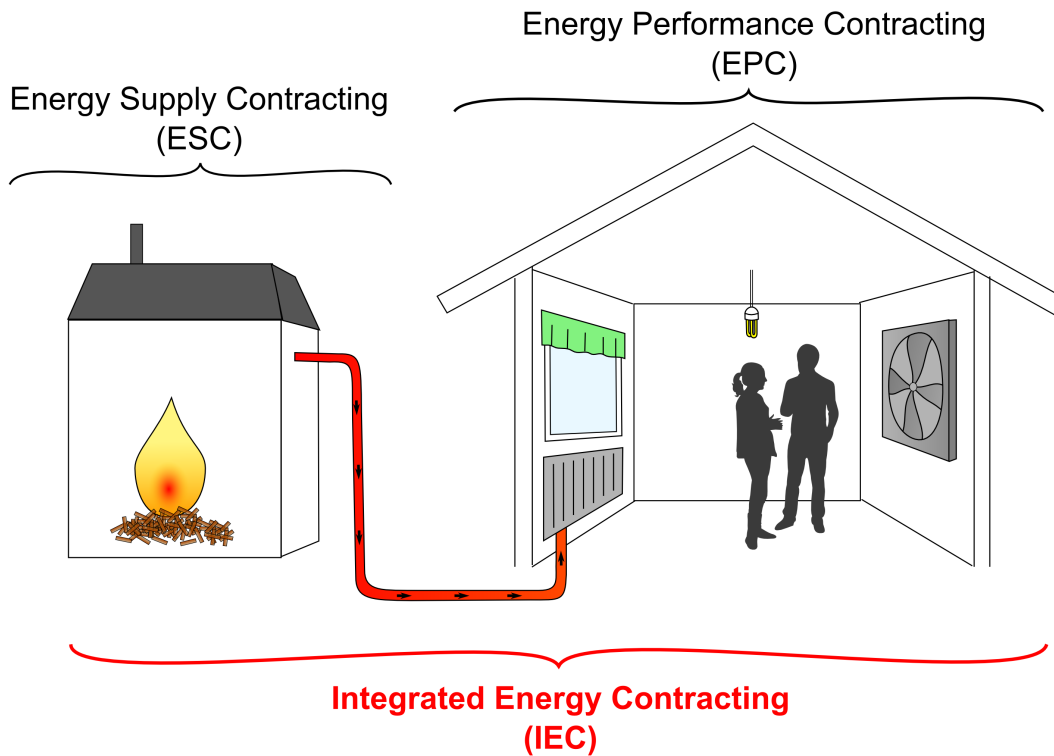 Energy Performance Contracting
(EPC)
Energy Supply Contracting
(ESC)
Integrated Energy Contracting
(IEC)